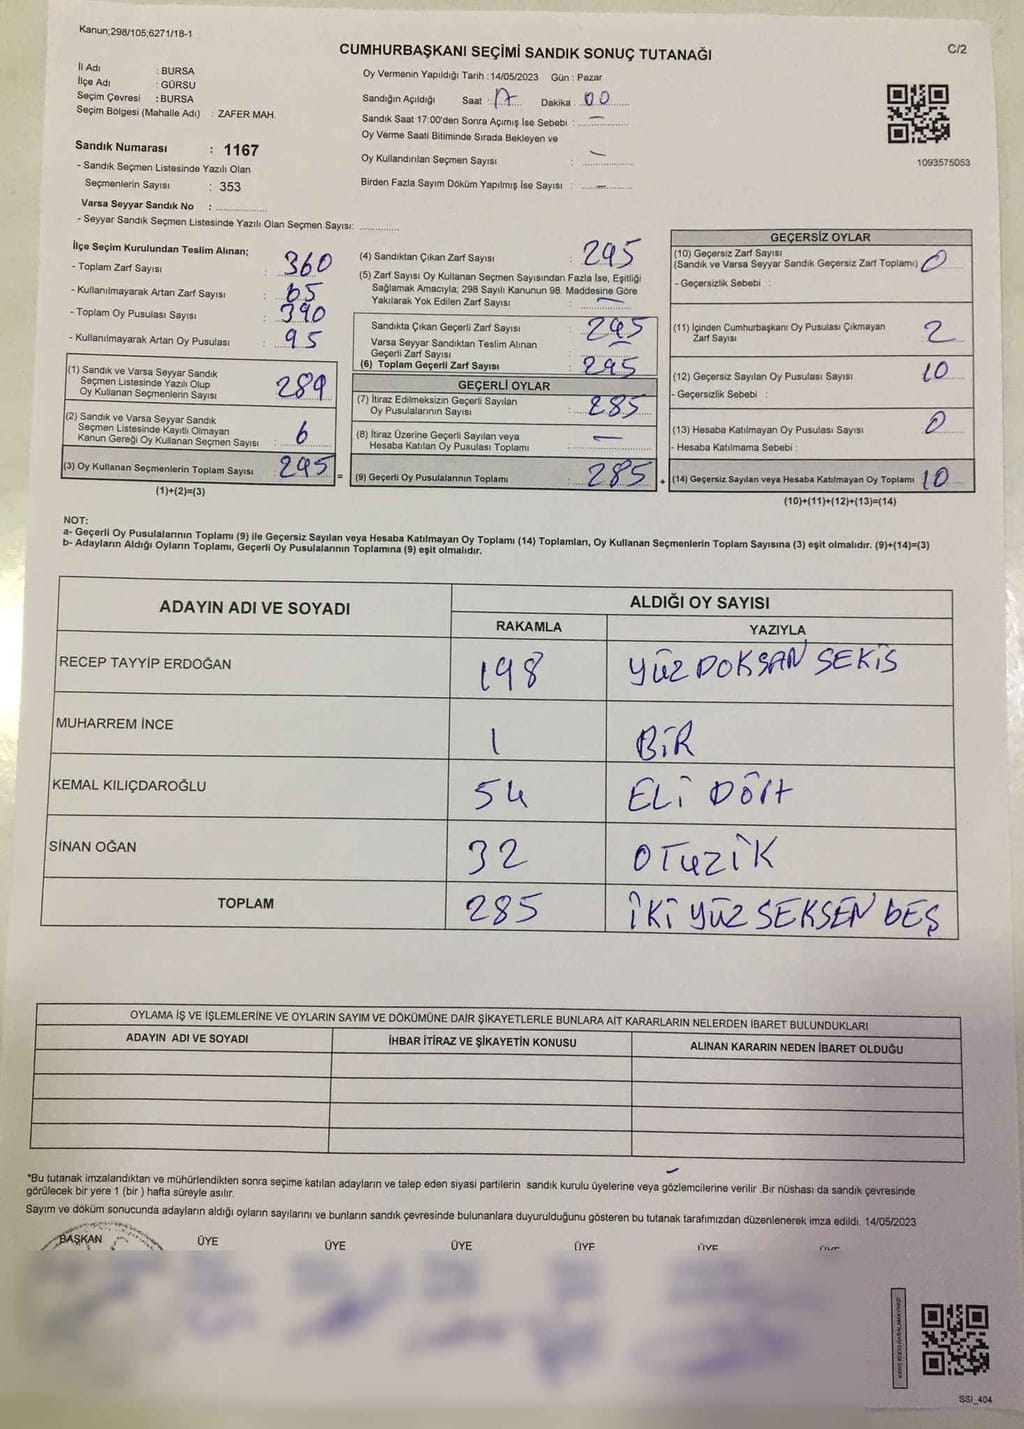 Kanun;298/105;6271/18-1
CUMHURBAŞKANI SEÇİMİ SANDIK SONUÇ TUTANAĞI
C/2
İl Adı : BURSA
İlçe Adı : GÜRSU
Seçim Çevresi : BURSA
Seçim Bölgesi (Mahalle Adı) : ZAFER MAH.
Oy Vermenin Yapıldığı Tarih :14/05/2023 Gün : Pazar
Sandığın Açıldığı Saat : 17 Dakika : 00
Sandık Saat 17:00'den Sonra Açımış İse Sebebi : —
Oy Verme Saati Bitiminde Sırada Bekleyen ve
Oy Kullandırılan Seçmen Sayısı : —
Birden Fazla Sayım Döküm Yapılmış İse Sayısı : —
1093575053
Sandık Numarası : 1167
- Sandık Seçmen Listesinde Yazılı Olan
Seçmenlerin Sayısı : 353
Varsa Seyyar Sandık No : ..................
- Seyyar Sandık Seçmen Listesinde Yazılı Olan Seçmen Sayısı: ..............
İlçe Seçim Kurulundan Teslim Alınan;
- Toplam Zarf Sayısı : 360
- Kullanılmayarak Artan Zarf Sayısı : 65
- Toplam Oy Pusulası Sayısı : 390
- Kullanılmayarak Artan Oy Pusulası : 95
(1) Sandık ve Varsa Seyyar Sandık
Seçmen Listesinde Yazılı Olup
Oy Kullanan Seçmenlerin Sayısı : 289
(2) Sandık ve Varsa Seyyar Sandık
Seçmen Listesinde Kayıtlı Olmayan
Kanun Gereği Oy Kullanan Seçmen Sayısı : 6
(3) Oy Kullanan Seçmenlerin Toplam Sayısı : 295 =
(1)+(2)=(3)
(4) Sandıktan Çıkan Zarf Sayısı : 295
(5) Zarf Sayısı Oy Kullanan Seçmen Sayısından Fazla İse, Eşitliği
Sağlamak Amacıyla; 298 Sayılı Kanunun 98. Maddesine Göre
Yakılarak Yok Edilen Zarf Sayısı : —
Sandıkta Çıkan Geçerli Zarf Sayısı : 295
Varsa Seyyar Sandıktan Teslim Alınan
Geçerli Zarf Sayısı : —
(6) Toplam Geçerli Zarf Sayısı : 295
GEÇERLİ OYLAR
(7) İtiraz Edilmeksizin Geçerli Sayılan
Oy Pusulalarının Sayısı : 285
(8) İtiraz Üzerine Geçerli Sayılan veya
Hesaba Katılan Oy Pusulası Toplamı : —
(9) Geçerli Oy Pusulalarının Toplamı : 285 +
GEÇERSİZ OYLAR
(10) Geçersiz Zarf Sayısı
(Sandık ve Varsa Seyyar Sandık Geçersiz Zarf Toplamı) : 0
- Geçersizlik Sebebi :
(11) İçinden Cumhurbaşkanı Oy Pusulası Çıkmayan
Zarf Sayısı : 2
(12) Geçersiz Sayılan Oy Pusulası Sayısı : 10
- Geçersizlik Sebebi :
(13) Hesaba Katılmayan Oy Pusulası Sayısı : 0
- Hesaba Katılmama Sebebi :
(14) Geçersiz Sayılan veya Hesaba Katılmayan Oy Toplamı : 10
(10)+(11)+(12)+(13)=(14)
NOT:
a- Geçerli Oy Pusulalarının Toplamı (9) ile Geçersiz Sayılan veya Hesaba Katılmayan Oy Toplamı (14) Toplamları, Oy Kullanan Seçmenlerin Toplam Sayısına (3) eşit olmalıdır. (9)+(14)=(3)
b- Adayların Aldığı Oyların Toplamı, Geçerli Oy Pusulalarının Toplamına (9) eşit olmalıdır.
ADAYIN ADI VE SOYADI ALDIĞI OY SAYISI
RAKAMLA YAZIYLA
RECEP TAYYİP ERDOĞAN 198 YÜZ DOKSAN SEKİS
MUHARREM İNCE 1 BİR
KEMAL KILIÇDAROĞLU 54 ELİ DÖrt
SİNAN OĞAN 32 OTuZİK
TOPLAM 285 İKİ YÜZ SEKSEN bEŞ
OYLAMA İŞ VE İŞLEMLERİNE VE OYLARIN SAYIM VE DÖKÜMÜNE DAİR ŞİKAYETLERLE BUNLARA AİT KARARLARIN NELERDEN İBARET BULUNDUKLARI
ADAYIN ADI VE SOYADI İHBAR İTİRAZ VE ŞİKAYETİN KONUSU ALINAN KARARIN NEDEN İBARET OLDUĞU
*Bu tutanak imzalandıktan ve mühürlendikten sonra seçime katılan adayların ve talep eden siyasi partilerin sandık kurulu üyelerine veya gözlemcilerine verilir .Bir nüshası da sandık çevresinde
görülecek bir yere 1 (bir ) hafta süreyle asılır.
Sayım ve döküm sonucunda adayların aldığı oyların sayılarını ve bunların sandık çevresinde bulunanlara duyurulduğunu gösteren bu tutanak tarafımızdan düzenlenerek imza edildi. 14/05/2023
BAŞKAN ÜYE ÜYE ÜYE ÜYE ÜYE
SSI_404